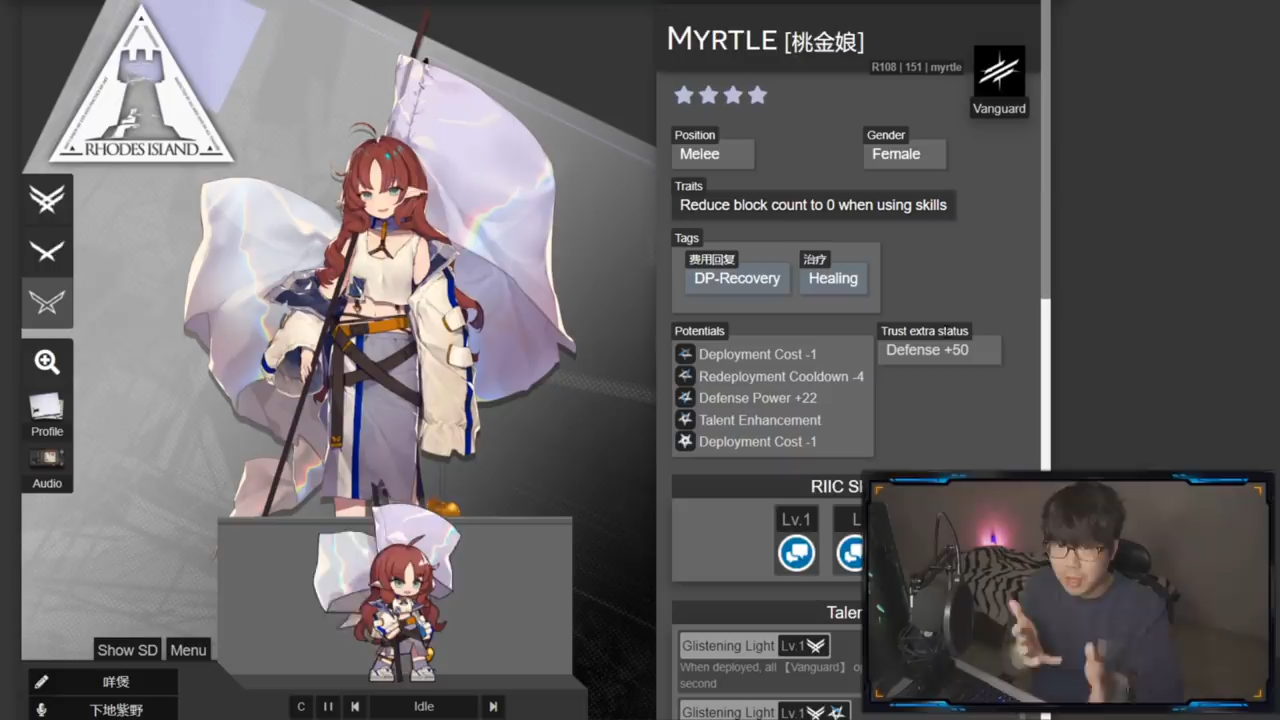 RHODES ISLAND
MYRTLE [桃金娘]
R108 | 151 | myrtle
Vanguard
Position
Melee
Gender
Female
Traits
Reduce block count to 0 when using skills
Tags
费用回复
DP-Recovery
治疗
Healing
Potentials
Deployment Cost -1
Redeployment Cooldown -4
Defense Power +22
Talent Enhancement
Deployment Cost -1
Trust extra status
Defense +50
Profile
Audio
RIIC
Lv.1
Glistening Light Lv.1
When deployed, all 【Vanguard】
second
Glistening Light Lv.1
Show SD
Menu
咩煲
下地紫野
C
Idle